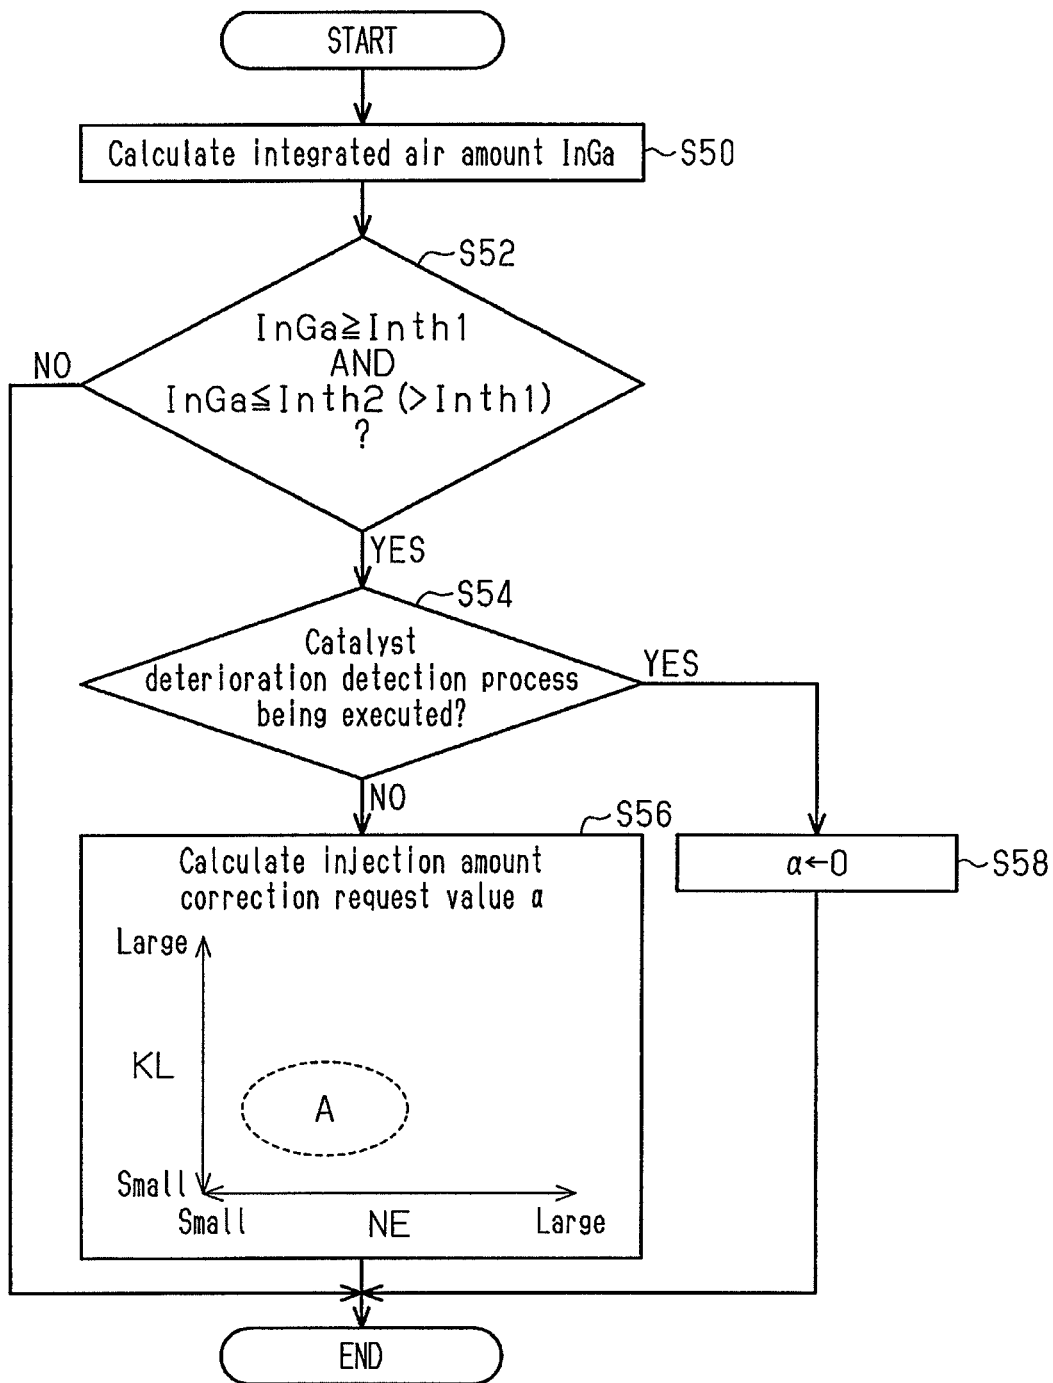 START
Calculate integrated air amount InGa
S50
S52
InGa≧Inth1
AND
InGa≦Inth2 (>Inth1)
?
NO
YES
S54
Catalyst
deterioration detection process
being executed?
YES
NO
S56
Calculate injection amount
correction request value α
Large
KL
A
Small
Small NE Large
α←0
S58
END